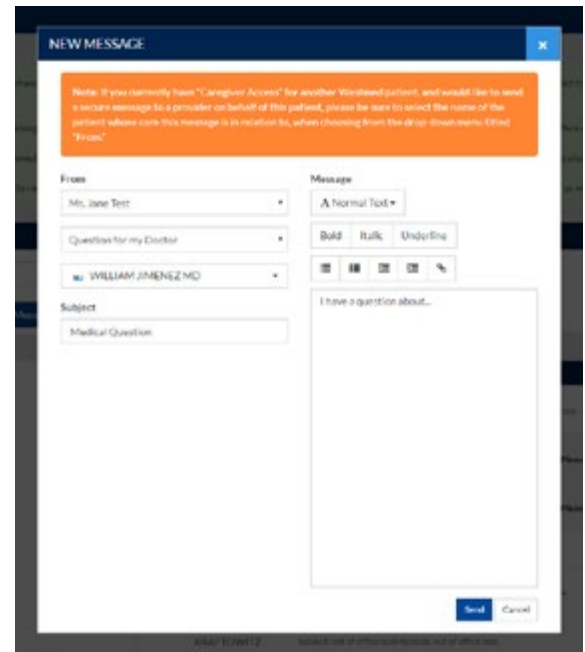 NEW MESSAGE
Note: If you currently have "Caregiver Access" for another Westmed patient, and would like to send
a secure message to a provider on behalf of this patient, please be sure to select the name of the
patient whose care this message is in relation to, when choosing from the drop-down menu titled
"From."
From
Ms. Jane Test
Question for my Doctor
WILLIAM JIMENEZ MD
Subject
Medical Question
Message
A Normal Text
Bold Italic Underline
I have a question about...
Send Cancel